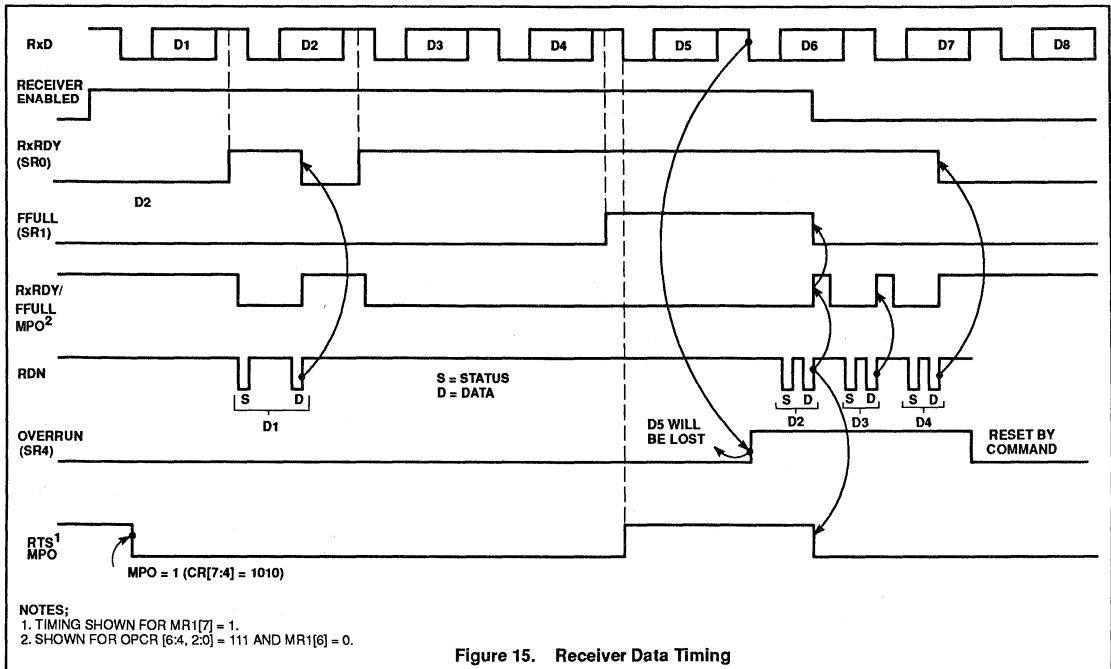 RxD D1 D2 D3 D4 D5 D6 D7 D8
RECEIVER
ENABLED
RxRDY
(SR0)
D2
FFULL
(SR1)
RxRDY/
FFULL
MPO2
RDN
S = STATUS
D = DATA
S D S D S D S D
D1 D2 D3 D4
D5 WILL
BE LOST
OVERRUN
(SR4)
RESET BY
COMMAND
RTS1
MPO
MPO = 1 (CR[7:4] = 1010)
NOTES;
1. TIMING SHOWN FOR MR1[7] = 1.
2. SHOWN FOR OPCR [6:4, 2:0] = 111 AND MR1[6] = 0.
Figure 15. Receiver Data Timing